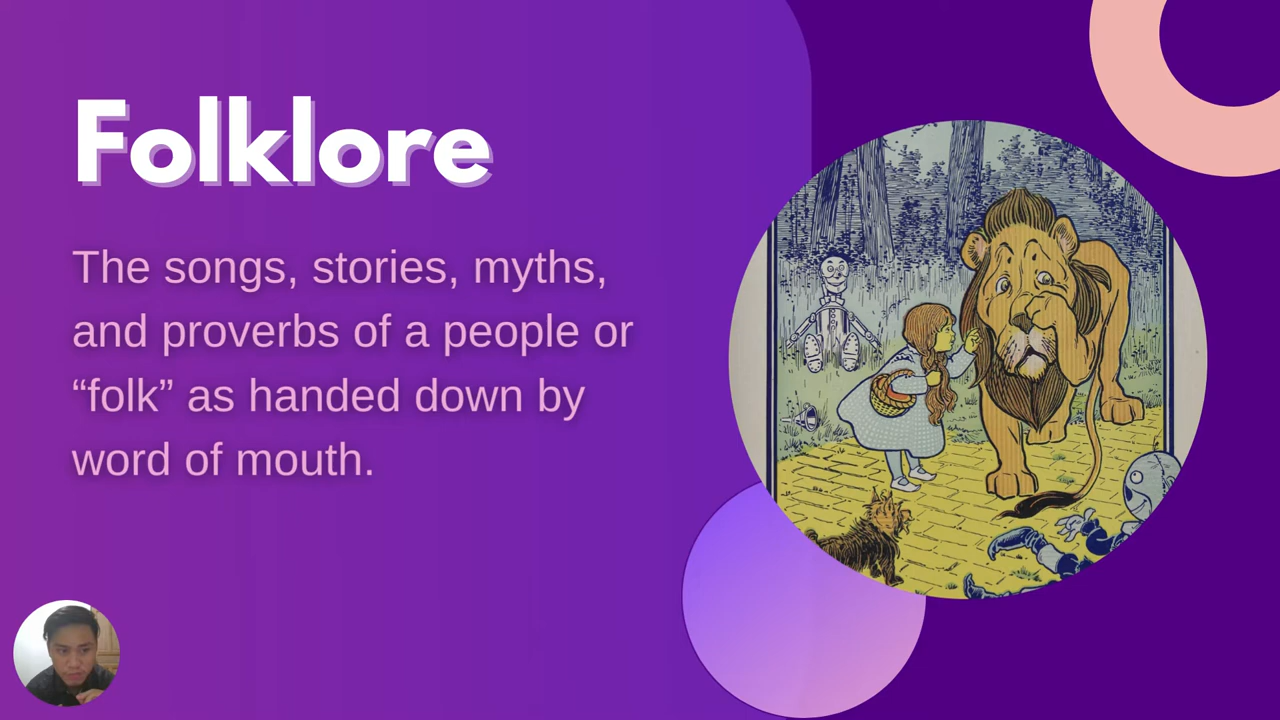 Folklore
The songs, stories, myths,
and proverbs of a people or
“folk” as handed down by
word of mouth.